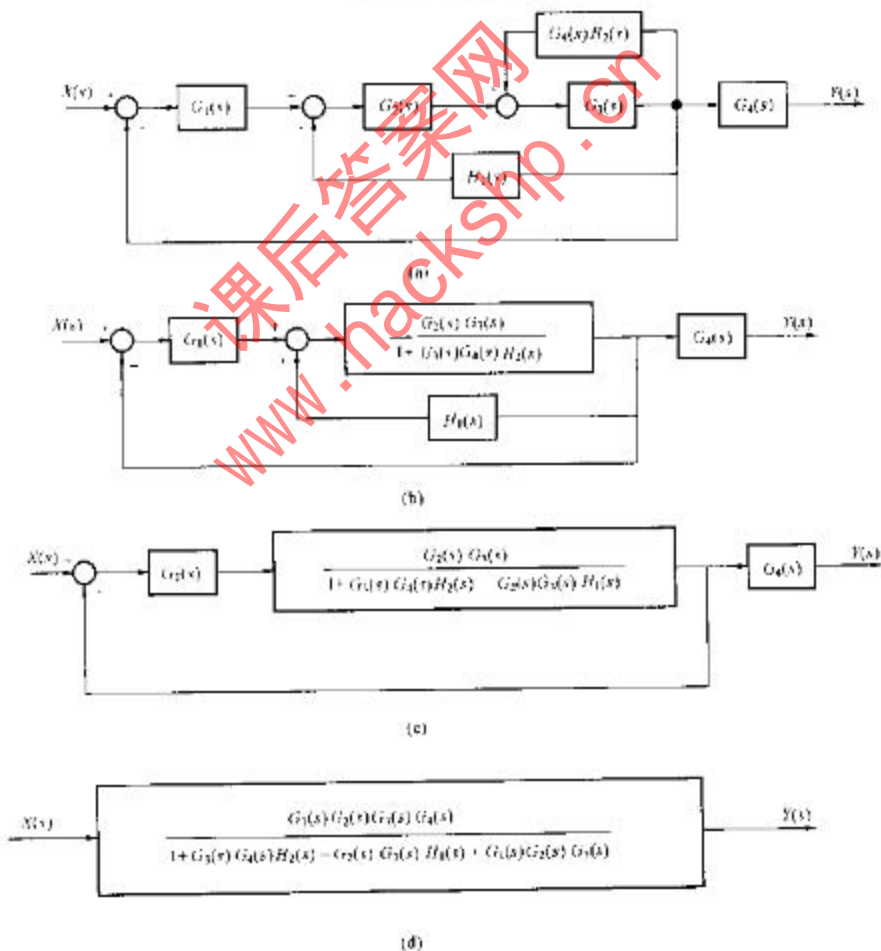 G₄(s)H₂(s)
X(s)
G₁(s)
G₂(s)
G₃(s)
G₄(s)
Y(s)
H₁(s)
(a)
X(s)
G₁(s)
G₂(s) G₃(s)
1+ G₃(s)G₄(s) H₂(s)
G₄(s)
Y(s)
H₁(s)
(b)
X(s)
G₂(s)
G₂(s) G₃(s)
1+ G₃(s) G₄(s)H₂(s) G₂(s)G₃(s) H₁(s)
G₄(s)
Y(s)
(c)
X(s)
G₁(s) G₂(s)G₃(s) G₄(s)
1+G₃(s) G₄(s)H₂(s) − G₂(s) G₃(s) H₁(s) + G₁(s)G₂(s) G₃(s)
Y(s)
(d)
课后答案网
www.hackshp.cn